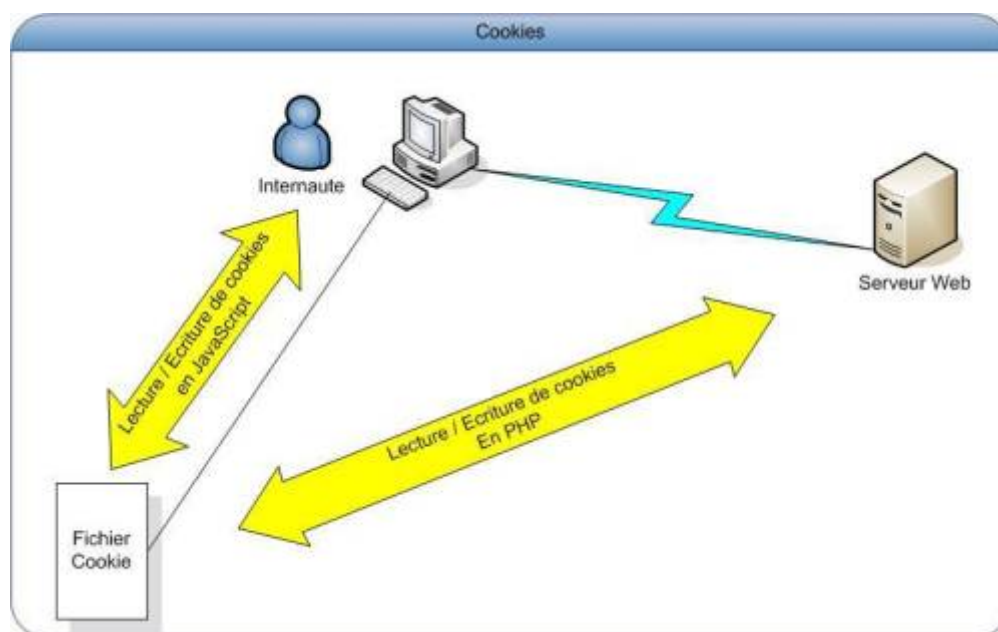 Cookies
Internaute
Serveur Web
Lecture / Ecriture de cookies
en JavaScript
Lecture / Ecriture de cookies
En PHP
Fichier
Cookie